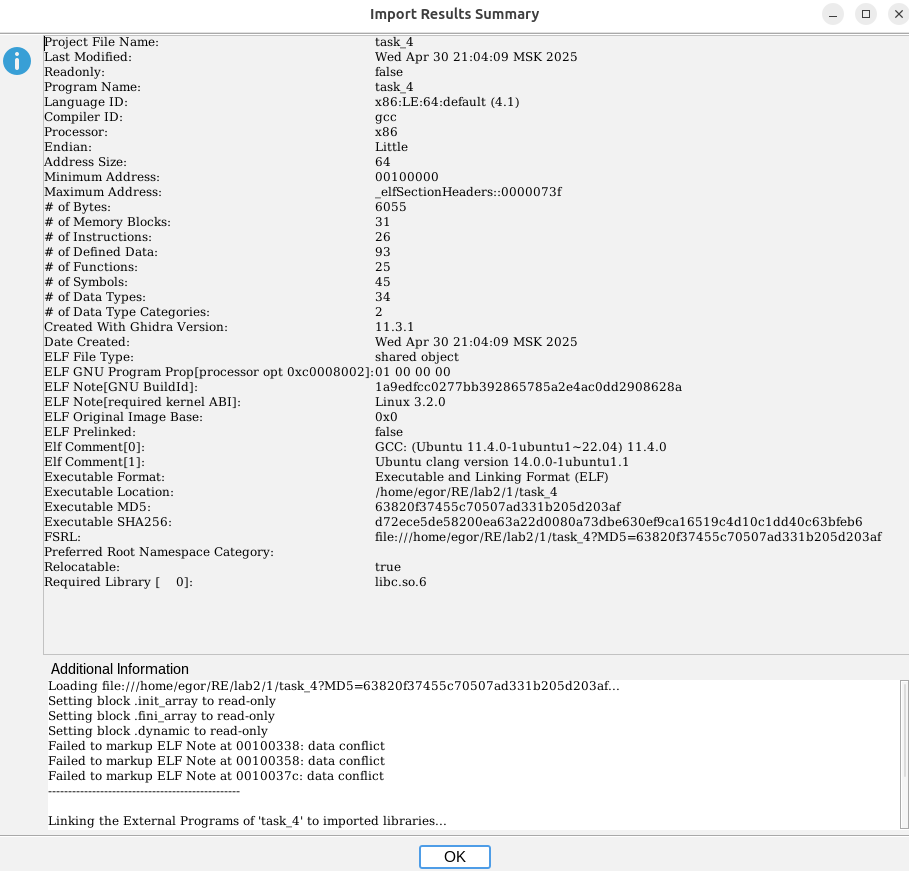 Import Results Summary
Project File Name: task_4
Last Modified: Wed Apr 30 21:04:09 MSK 2025
Readonly: false
Program Name: task_4
Language ID: x86:LE:64:default (4.1)
Compiler ID: gcc
Processor: x86
Endian: Little
Address Size: 64
Minimum Address: 00100000
Maximum Address: _elfSectionHeaders::0000073f
# of Bytes: 6055
# of Memory Blocks: 31
# of Instructions: 26
# of Defined Data: 93
# of Functions: 25
# of Symbols: 45
# of Data Types: 34
# of Data Type Categories: 2
Created With Ghidra Version: 11.3.1
Date Created: Wed Apr 30 21:04:09 MSK 2025
ELF File Type: shared object
ELF GNU Program Prop[processor opt 0xc0008002]: 01 00 00 00
ELF Note[GNU BuildId]: 1a9edfcc0277bb392865785a2e4ac0dd2908628a
ELF Note[required kernel ABI]: Linux 3.2.0
ELF Original Image Base: 0x0
ELF Prelinked: false
Elf Comment[0]: GCC: (Ubuntu 11.4.0-1ubuntu1~22.04) 11.4.0
Elf Comment[1]: Ubuntu clang version 14.0.0-1ubuntu1.1
Executable Format: Executable and Linking Format (ELF)
Executable Location: /home/egor/RE/lab2/1/task_4
Executable MD5: 63820f37455c70507ad331b205d203af
Executable SHA256: d72ece5de58200ea63a22d0080a73dbe630ef9ca16519c4d10c1dd40c63bfeb6
FSRL: file:///home/egor/RE/lab2/1/task_4?MD5=63820f37455c70507ad331b205d203af
Preferred Root Namespace Category:
Relocatable: true
Required Library [ 0]: libc.so.6
Additional Information
Loading file:///home/egor/RE/lab2/1/task_4?MD5=63820f37455c70507ad331b205d203af...
Setting block .init_array to read-only
Setting block .fini_array to read-only
Setting block .dynamic to read-only
Failed to markup ELF Note at 00100338: data conflict
Failed to markup ELF Note at 00100358: data conflict
Failed to markup ELF Note at 0010037c: data conflict
------------------------------------------------
Linking the External Programs of 'task_4' to imported libraries...
OK